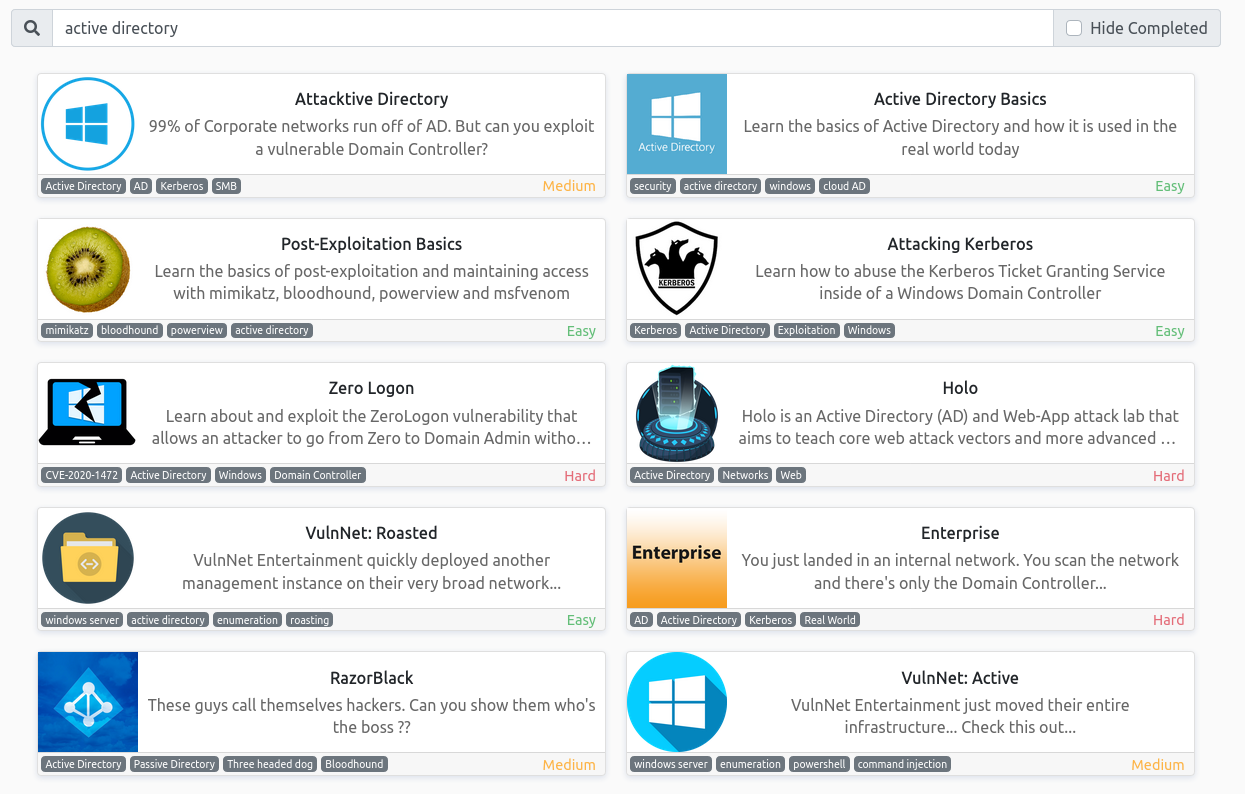 active directory
Hide Completed
Attacktive Directory
99% of Corporate networks run off of AD. But can you exploit
a vulnerable Domain Controller?
Active Directory AD Kerberos SMB
Medium
Active Directory
Active Directory Basics
Learn the basics of Active Directory and how it is used in the
real world today
security active directory windows cloud AD
Easy
Post-Exploitation Basics
Learn the basics of post-exploitation and maintaining access
with mimikatz, bloodhound, powerview and msfvenom
mimikatz bloodhound powerview active directory
Easy
KERBEROS
Attacking Kerberos
Learn how to abuse the Kerberos Ticket Granting Service
inside of a Windows Domain Controller
Kerberos Active Directory Exploitation Windows
Easy
Zero Logon
Learn about and exploit the ZeroLogon vulnerability that
allows an attacker to go from Zero to Domain Admin witho…
CVE-2020-1472 Active Directory Windows Domain Controller
Hard
Holo
Holo is an Active Directory (AD) and Web-App attack lab that
aims to teach core web attack vectors and more advanced …
Active Directory Networks Web
Hard
VulnNet: Roasted
VulnNet Entertainment quickly deployed another
management instance on their very broad network...
windows server active directory enumeration roasting
Easy
Enterprise
Enterprise
You just landed in an internal network. You scan the network
and there's only the Domain Controller...
AD Active Directory Kerberos Real World
Hard
RazorBlack
These guys call themselves hackers. Can you show them who's
the boss ??
Active Directory Passive Directory Three headed dog Bloodhound
Medium
VulnNet: Active
VulnNet Entertainment just moved their entire
infrastructure... Check this out...
windows server enumeration powershell command injection
Medium